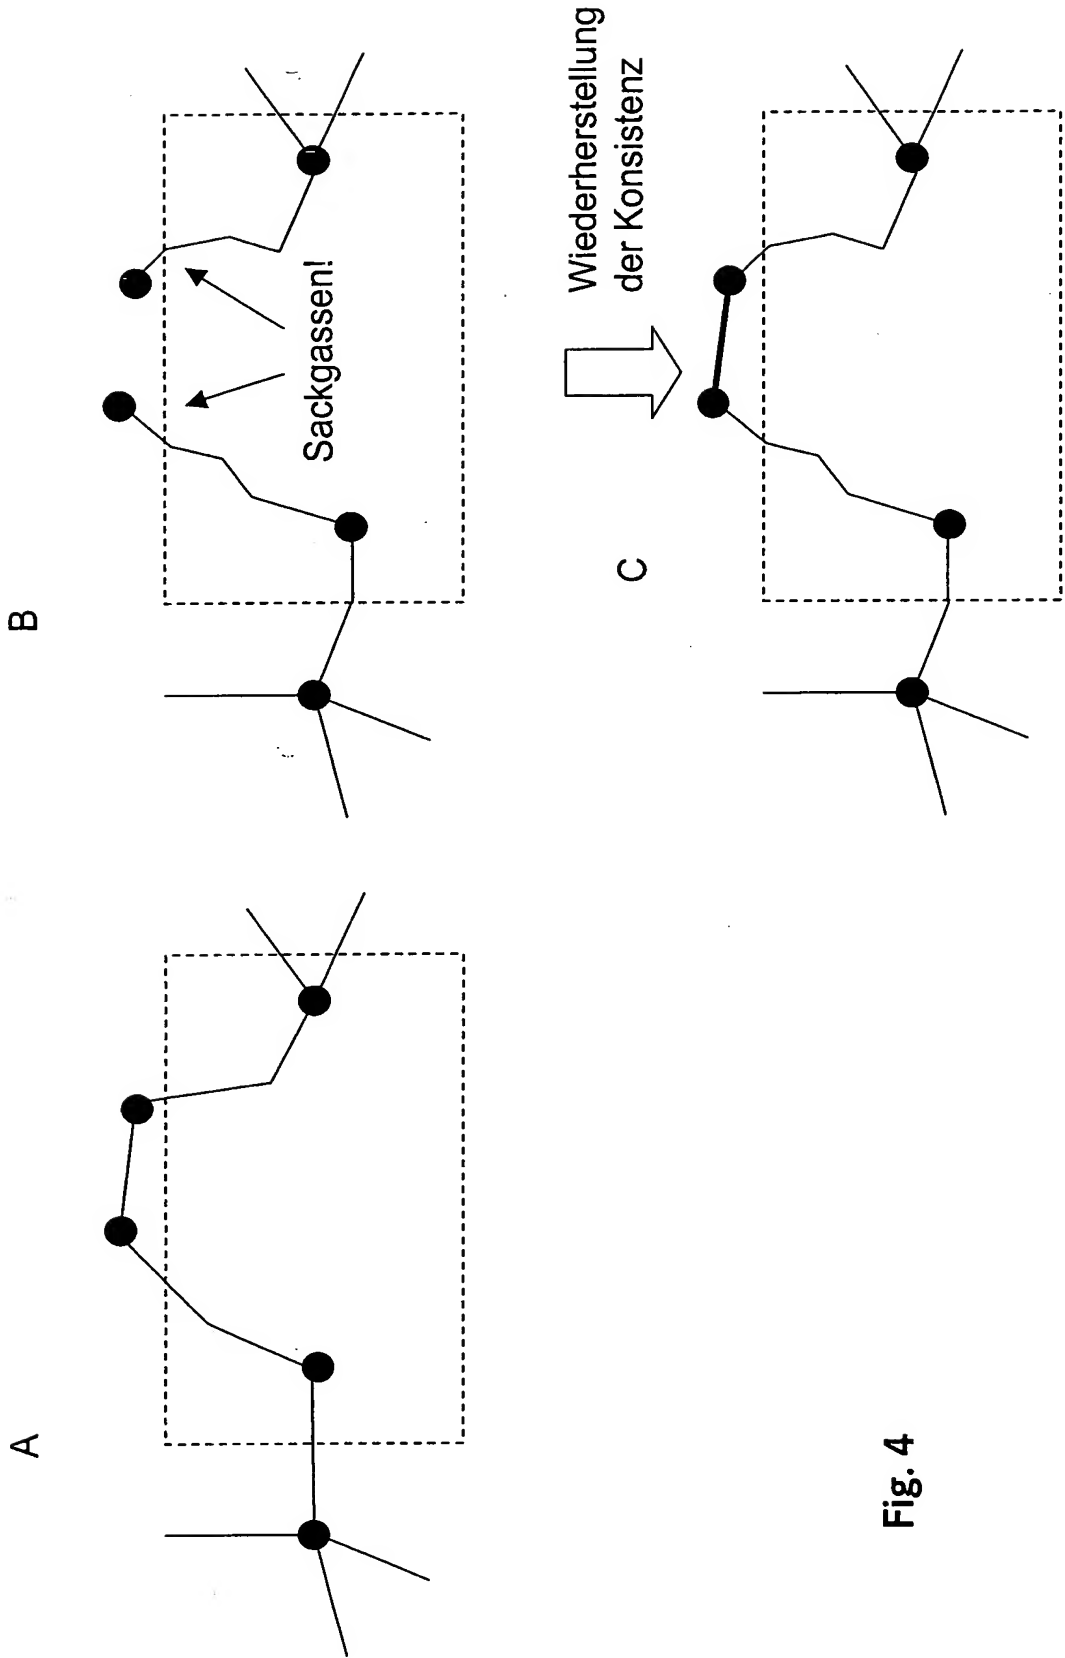 A
B
Sackgassen!
Wiederherstellung
der Konsistenz
C
Fig. 4